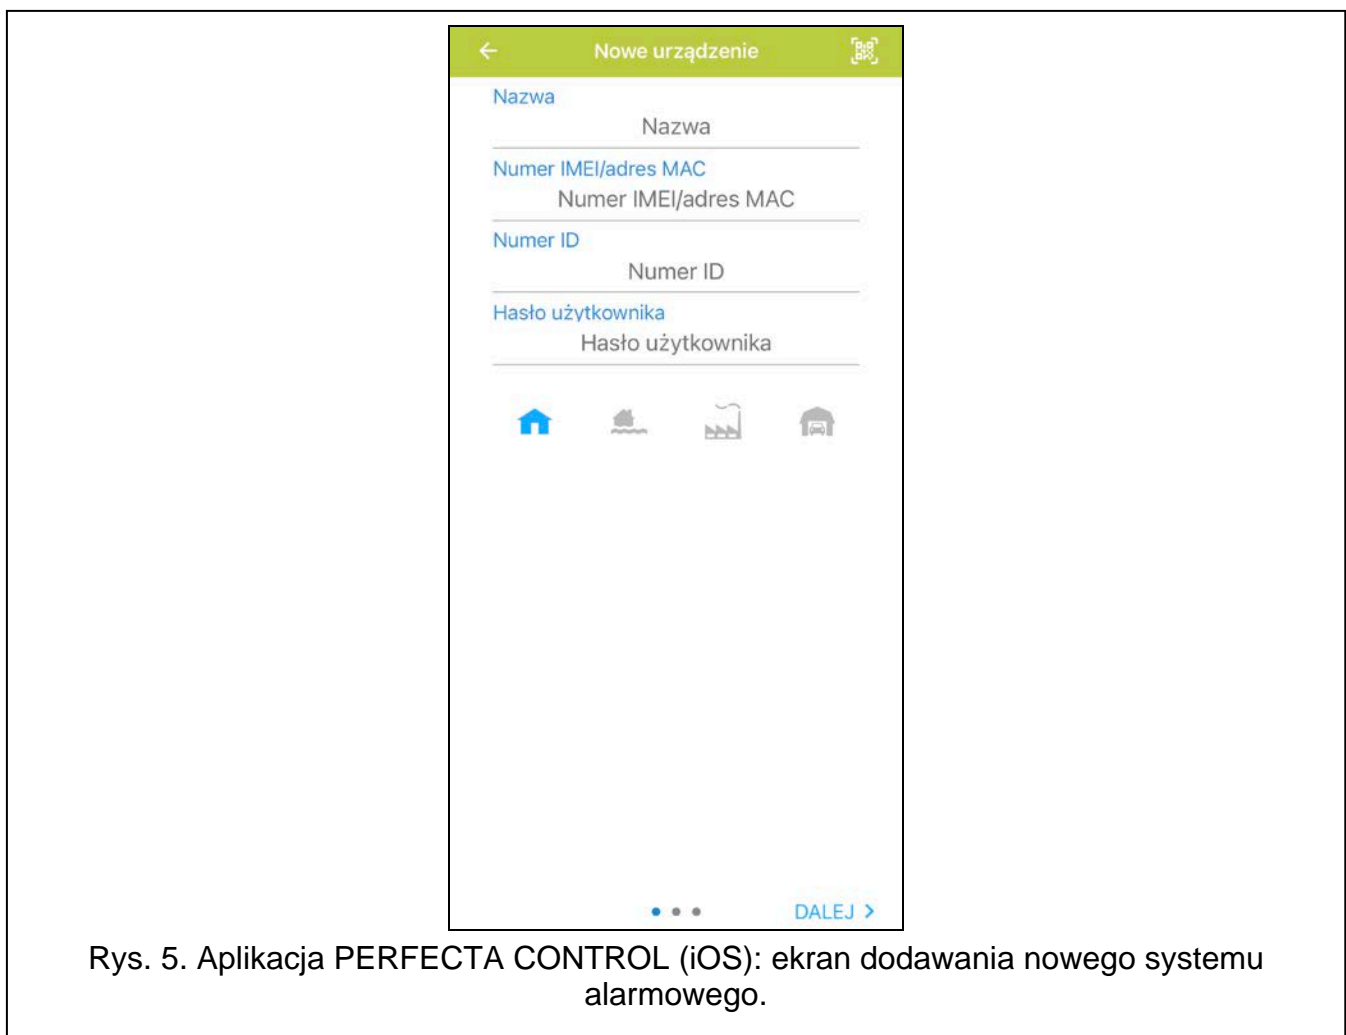 Nowe urządzenie
Nazwa
Nazwa
Numer IMEI/adres MAC
Numer IMEI/adres MAC
Numer ID
Numer ID
Hasło użytkownika
Hasło użytkownika
DALEJ
Rys. 5. Aplikacja PERFECTA CONTROL (iOS): ekran dodawania nowego systemu
alarmowego.